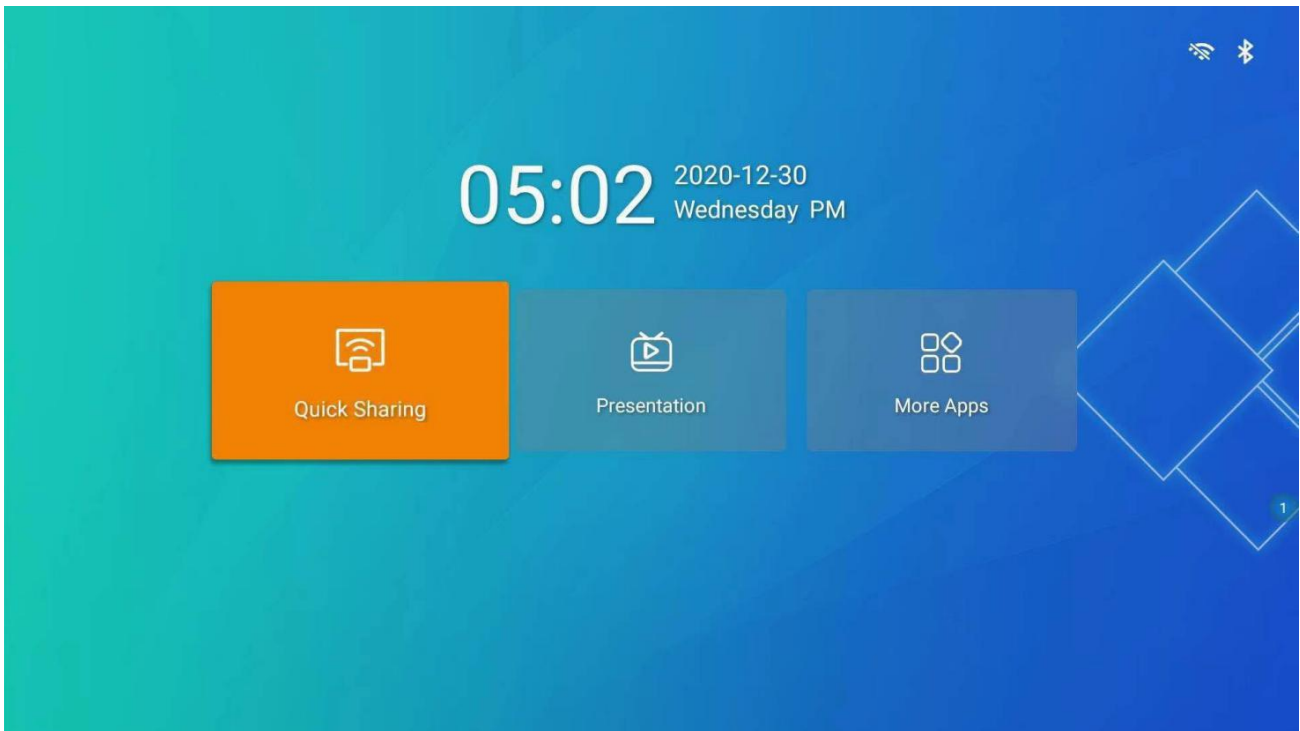 05:02
2020-12-30
Wednesday PM
Quick Sharing
Presentation
More Apps
1